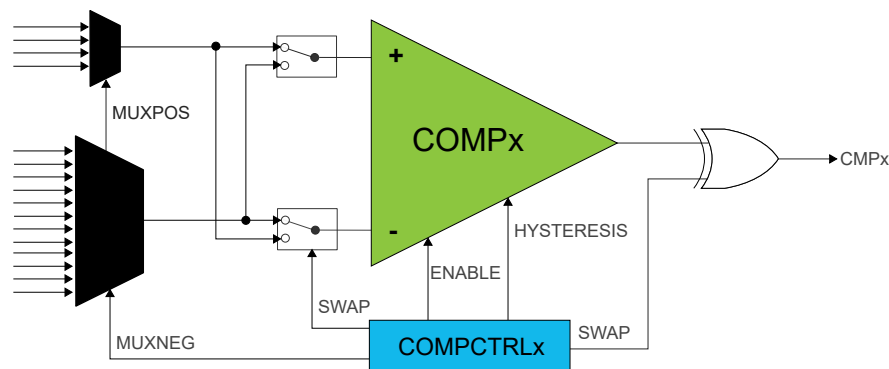 +
MUXPOS
COMPx
CMPx
-
HYSTERESIS
ENABLE
SWAP
SWAP
MUXNEG
COMPCTRLx